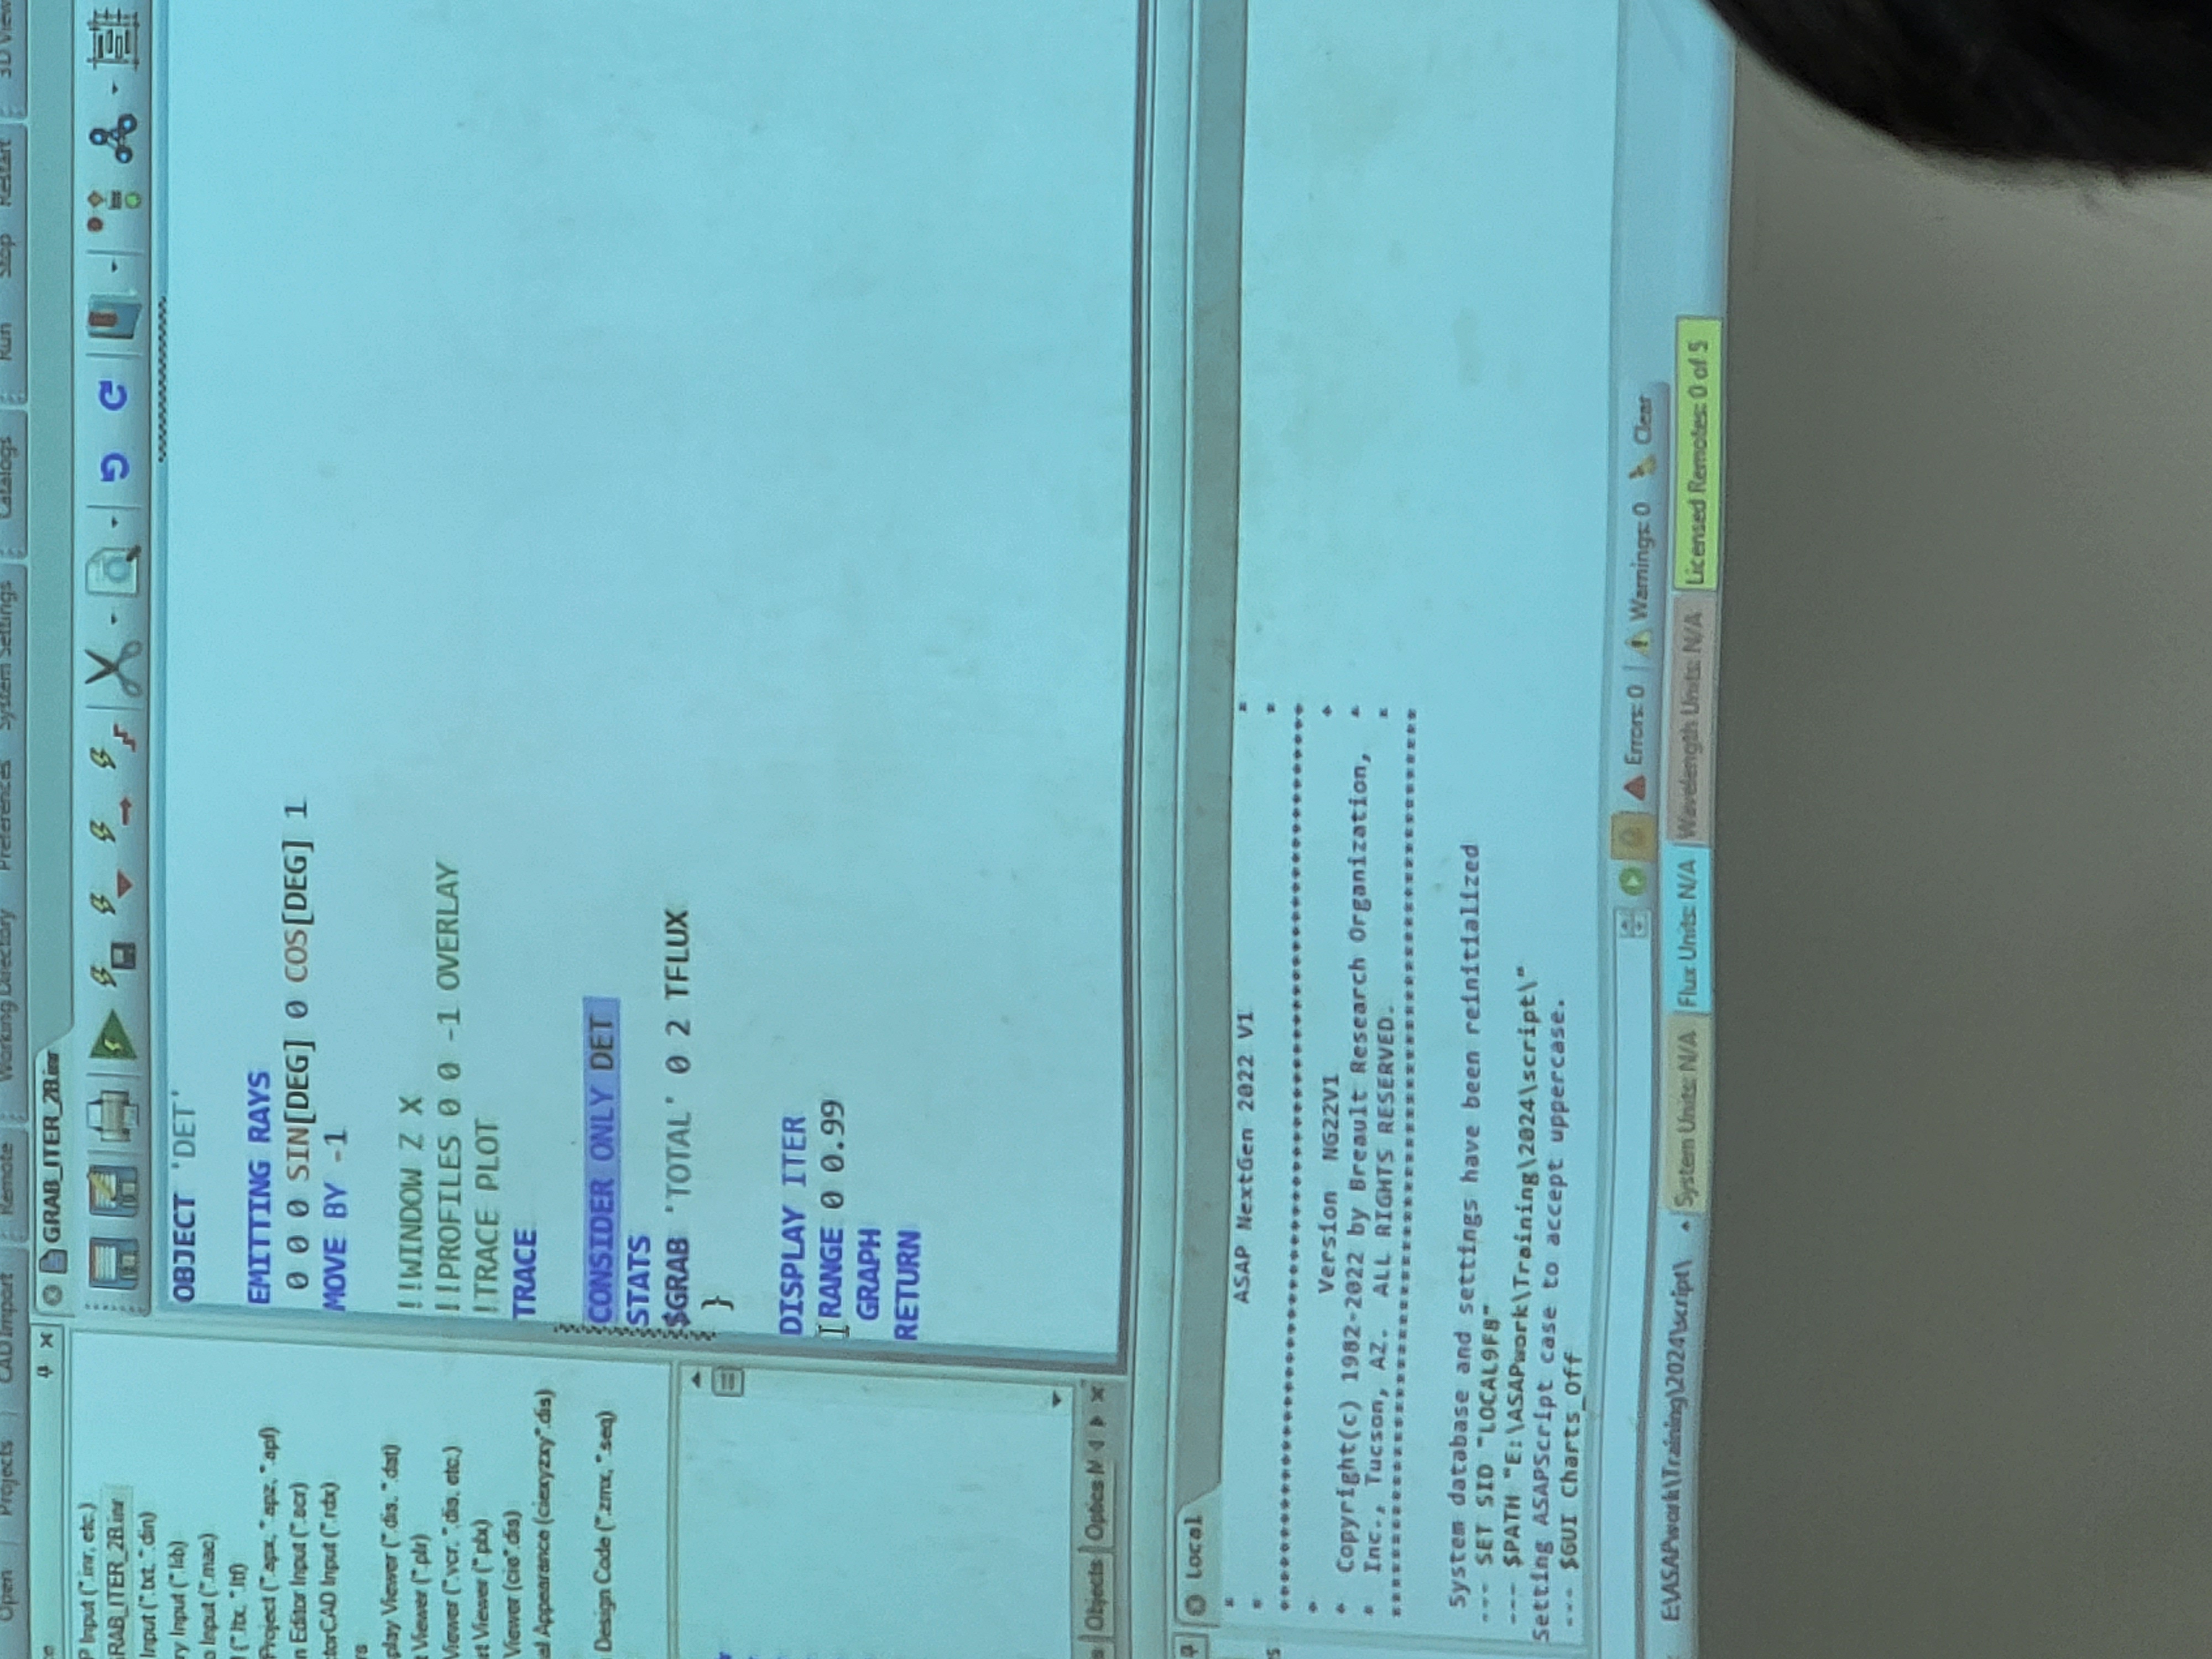 Open Projects CAD Import Remote Working Directory Preferences System Settings Catalogs Run Stop Restart 3D View
GRAB_ITER_2B.inr
P Input (*.inr, etc.)
GRAB_ITER_2B.inr
Input (*.txt, *.din)
ry Input (*.lib)
o Input (*.mac)
(*.ltx, *.ltf)
Project (*.apx, *.apz, *.apf)
n Editor Input (*.scr)
torCAD Input (*.rdx)
rs
play Viewer (*.dis, *.dat)
t Viewer (*.plr)
Viewer (*.vcr, *.dis, etc.)
rt Viewer (*.pbx)
Viewer (cie*.dis)
al Appearance (ciexyzxy*.dis)
Design Code (*.zmx, *.seq)
s Objects Optics M
OBJECT 'DET'
EMITTING RAYS
0 0 0 SIN[DEG] 0 COS[DEG] 1
MOVE BY -1
!!WINDOW Z X
!!PROFILES 0 0 -1 OVERLAY
!TRACE PLOT
TRACE
CONSIDER ONLY DET
STATS
$GRAB 'TOTAL' 0 2 TFLUX
}
DISPLAY ITER
RANGE 0 0.99
GRAPH
RETURN
Local
* ASAP NextGen 2022 V1 *
* Version NG22V1 *
* Copyright(c) 1982-2022 by Breault Research Organization, *
* Inc., Tucson, AZ. ALL RIGHTS RESERVED. *
System database and settings have been reinitialized
--- SET SID "LOCAL9F8"
--- $PATH "E:\ASAPwork\Training\2024\script\"
Setting ASAPScript case to accept uppercase.
--- $GUI Charts_Off
Errors: 0 Warnings: 0 Clear
E:\ASAPwork\Training\2024\script\ System Units: N/A Flux Units: N/A Wavelength Units: N/A Licensed Remotes: 0 of 5